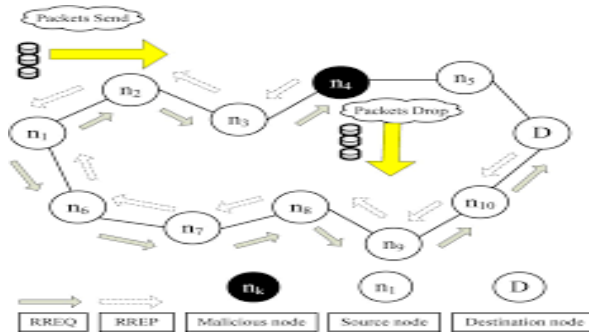 Packets Send
n2
n4
n5
n1
n3
Packets Drop
D
n6
n7
n8
n9
n10
nk
n1
D
RREQ
RREP
Malicious node
Source node
Destination node